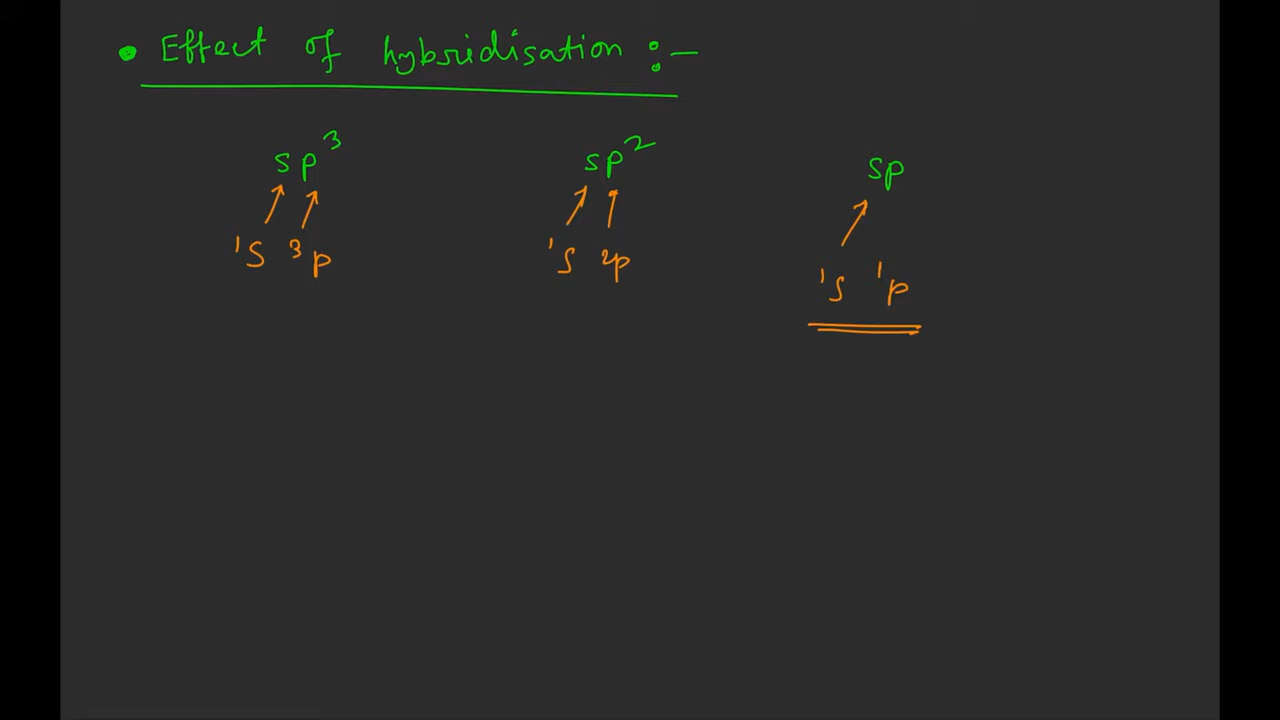 • Effect of hybridisation :-
sp³ sp² sp
¹s ³p ¹s ²p ¹s ¹p